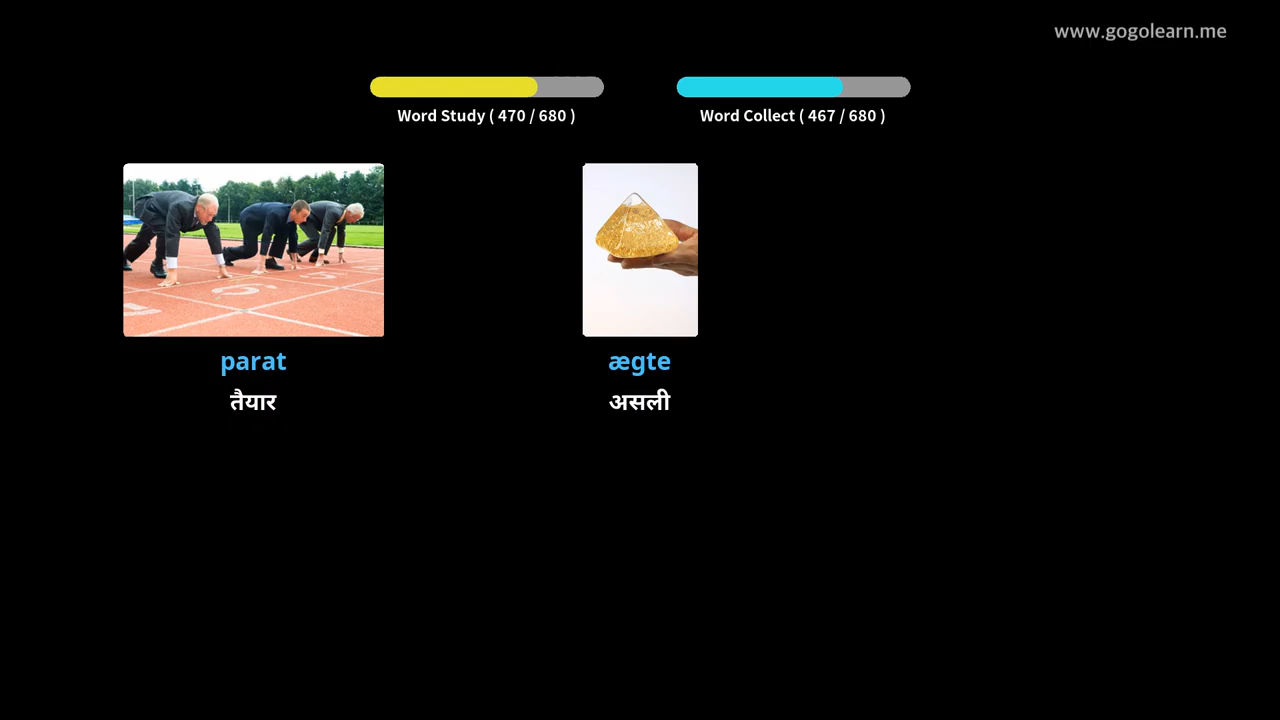 www.gogolearn.me
Word Study ( 470 / 680 )
Word Collect ( 467 / 680 )
parat
तैयार
ægte
असली